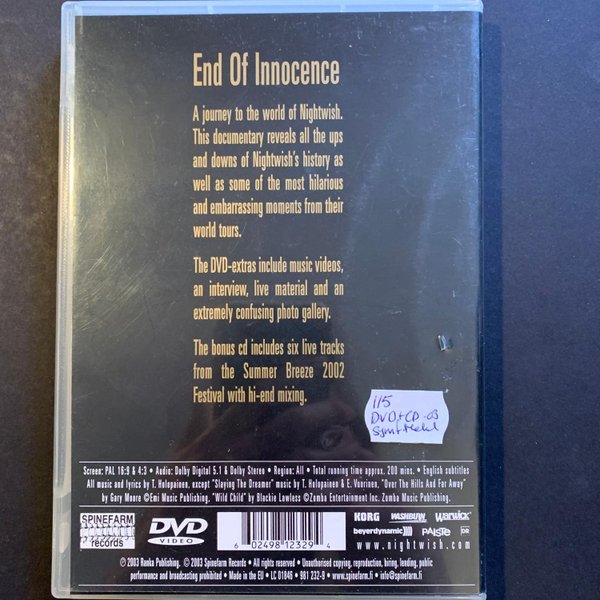 End Of Innocence
A journey to the world of Nightwish.
This documentary reveals all the ups
and downs of Nightwish's history as
well as some of the most hilarious
and embarrassing moments from their
world tours.
The DVD-extras include music videos,
an interview, live material and an
extremely confusing photo gallery.
The bonus cd includes six live tracks
from the Summer Breeze 2002
Festival with hi-end mixing.
115
DVD+CD -03
Symf Metal
Screen: PAL 16:9 & 4:3 • Audio: Dolby Digital 5.1 & Dolby Stereo • Region: All • Total running time approx. 200 mins. • English subtitles
All music and lyrics by T. Holopainen, except "Slaying The Dreamer" music by T. Holopainen & E. Vuorinen, "Over The Hills And Far Away"
by Gary Moore ©Emi Music Publishing. "Wild Child" by Blackie Lawless ©Zomba Entertainment Inc. Zomba Music Publishing.
SPINEFARM
records
DVD
VIDEO
6 02498 12329 4
KORG WASHBURN Warwick
beyerdynamic PAiSTe DR
www.nightwish.com
℗ 2003 Ranka Publishing. © 2003 Spinefarm Records • All rights reserved • Unauthorised copying, reproduction, hiring, lending, public
performance and broadcasting prohibited • Made in the EU • LC 01846 • 981 232-9 • www.spinefarm.fi • spinefarm@spinefarm.fi